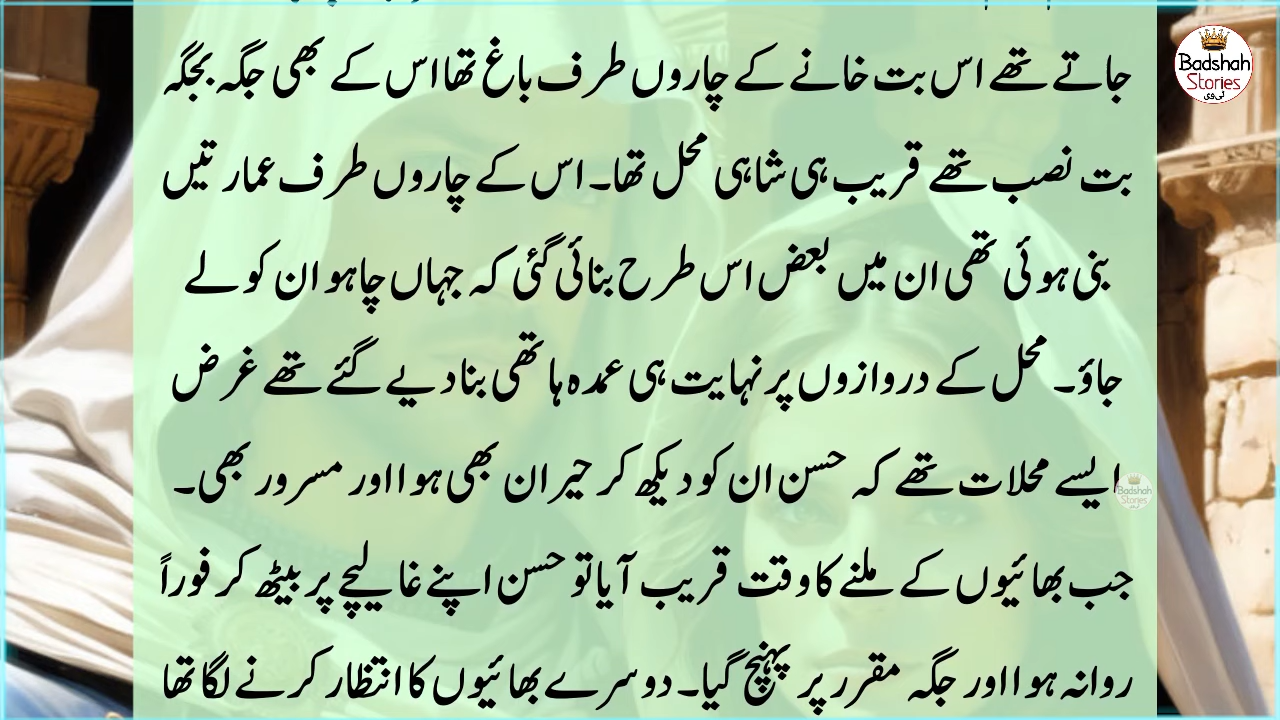 جاتے تھے اس بت خانے کے چاروں طرف باغ تھا اس کے بھی جگہ بجگہ
بت نصب تھے قریب ہی شاہی محل تھا۔ اس کے چاروں طرف عمارتیں
بنی ہوئی تھی ان میں بعض اس طرح بنائی گئی کہ جہاں چاہو ان کو لے
جاؤ۔ محل کے دروازوں پر نہایت ہی عمدہ ہاتھی بنا دیے گئے تھے غرض
ایسے محلات تھے کہ حسن ان کو دیکھ کر حیران بھی ہوا اور مسرور بھی۔
جب بھائیوں کے ملنے کا وقت قریب آیا تو حسن اپنے غالیچے پر بیٹھ کر فوراً
روانہ ہوا اور جگہ مقرر پر پہنچ گیا۔ دوسرے بھائیوں کا انتظار کرنے لگا تھا
Badshah
Stories
ٹی وی
Badshah
Stories